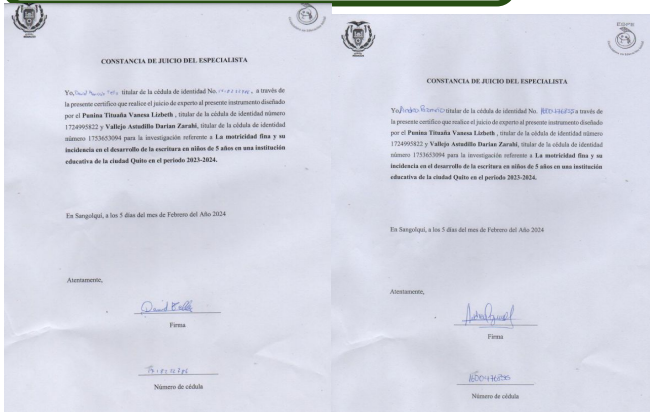 CONSTANCIA DE JUICIO DEL ESPECIALISTA
Yo, titular de la cédula de identidad No. , a través de
la presente certifico que realice el juicio de experto al presente instrumento diseñado
por el Punina Tituaña Vanesa Lizbeth , titular de la cédula de identidad número
1724995822 y Vallejo Astudillo Darian Zarahi, titular de la cédula de identidad
número 1753653094 para la investigación referente a La motricidad fina y su
incidencia en el desarrollo de la escritura en niños de 5 años en una institución
educativa de la ciudad Quito en el periodo 2023-2024.
En Sangolquí, a los 5 días del mes de Febrero del Año 2024
Atentamente,
Firma
Número de cédula
ESPE
CONSTANCIA DE JUICIO DEL ESPECIALISTA
Yo, titular de la cédula de identidad No. a través de
la presente certifico que realice el juicio de experto al presente instrumento diseñado
por el Punina Tituaña Vanesa Lizbeth , titular de la cédula de identidad número
1724995822 y Vallejo Astudillo Darian Zarahi, titular de la cédula de identidad
número 1753653094 para la investigación referente a La motricidad fina y su
incidencia en el desarrollo de la escritura en niños de 5 años en una institución
educativa de la ciudad Quito en el periodo 2023-2024.
En Sangolquí, a los 5 días del mes de Febrero del Año 2024
Atentamente,
Firma
Número de cédula